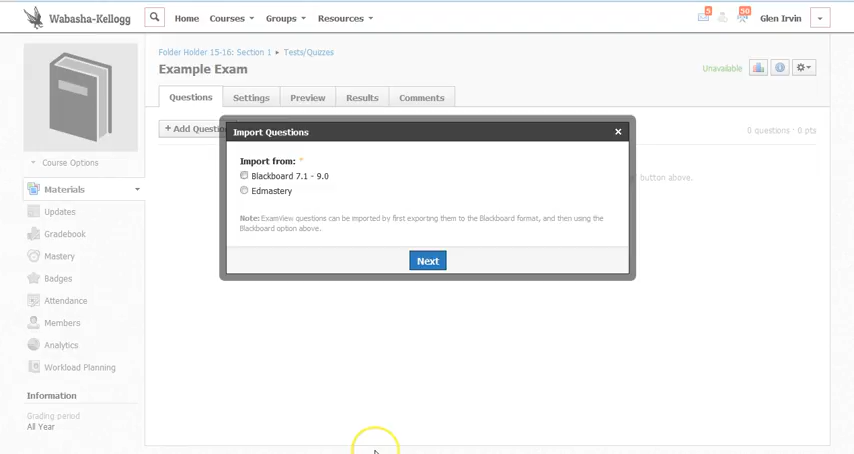 Wabasha-Kellogg Home Courses Groups Resources 5 50 Glen Irvin
Folder Holder 15-16: Section 1 ▸ Tests/Quizzes
Example Exam
Unavailable
Questions Settings Preview Results Comments
+ Add Question
0 questions · 0 pts
Import Questions ×
Import from: *
Blackboard 7.1 - 9.0
Edmastery
button above.
Note: ExamView questions can be imported by first exporting them to the Blackboard format, and then using the
Blackboard option above.
Next
Course Options
Materials
Updates
Gradebook
Mastery
Badges
Attendance
Members
Analytics
Workload Planning
Information
Grading period
All Year